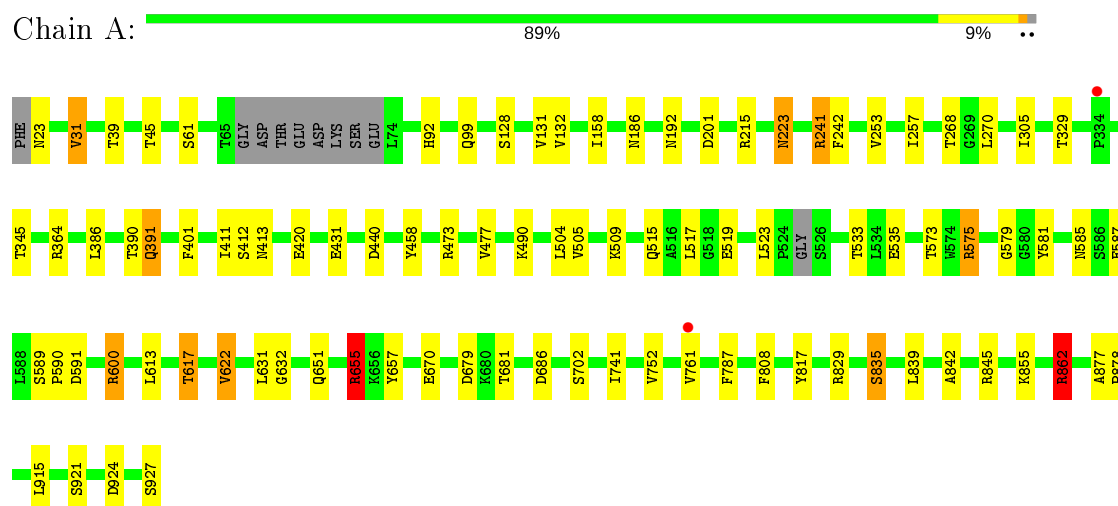 Chain A:
89% 9% ••
PHE N23 V31 T39 T45 S61 T65 GLY ASP THR GLU ASP LYS SER GLU L74 H92 Q99 S128 V131 V132 I158 N186 N192 D201 R215 N223 R241 F242 V253 I257 T268 G269 L270 I305 T329 P334
T345 R364 L386 T390 Q391 F401 I411 S412 N413 E420 E431 D440 Y458 R473 V477 K490 L504 V505 K509 Q515 A516 L517 G518 E519 L523 P524 GLY S526 T533 L534 E535 T573 W574 R575 G579 G580 Y581 N585 S586
L588 S589 P590 D591 R600 L613 T617 V622 L631 G632 Q651 R655 K656 Y657 E670 D679 K680 T681 D686 S702 I741 V752 V761 F787 F808 Y817 R829 S835 L839 A842 R845 K855 R862 A877
L915 S921 D924 S927